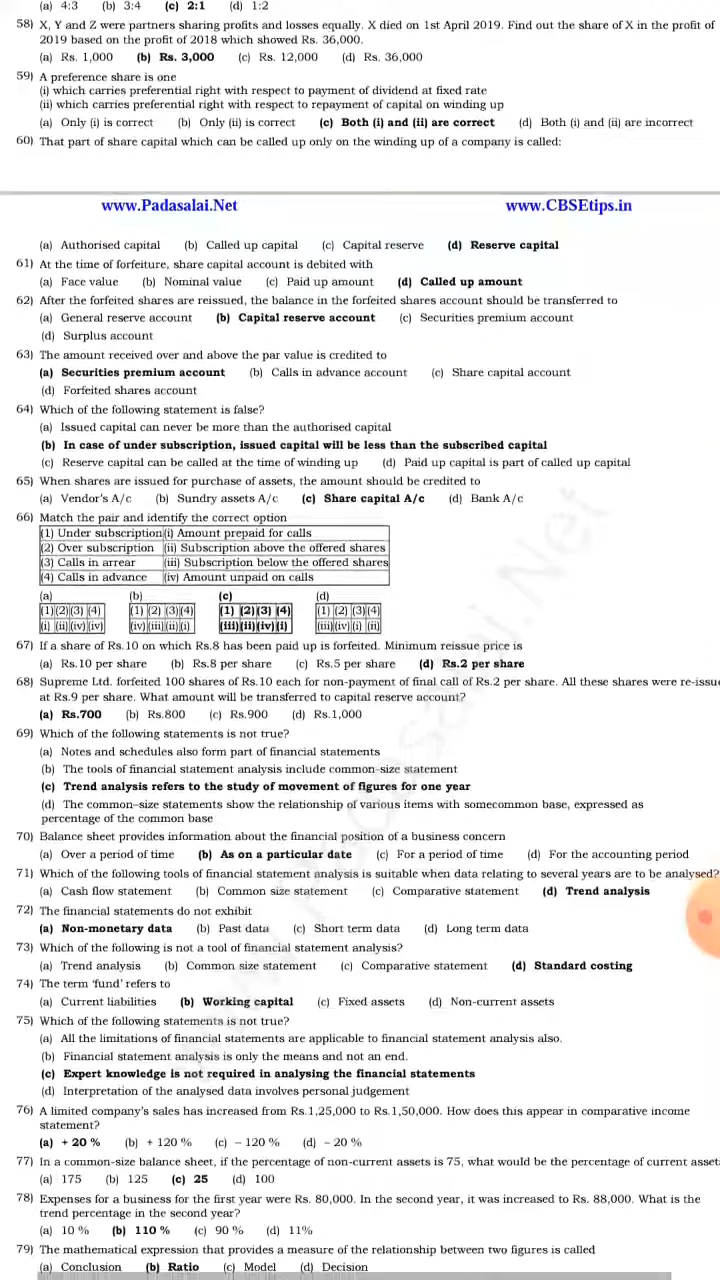 (a) 4:3 (b) 3:4 (c) 2:1 (d) 1:2
58) X, Y and Z were partners sharing profits and losses equally. X died on 1st April 2019. Find out the share of X in the profit of
2019 based on the profit of 2018 which showed Rs. 36,000.
(a) Rs. 1,000 (b) Rs. 3,000 (c) Rs. 12,000 (d) Rs. 36,000
59) A preference share is one
(i) which carries preferential right with respect to payment of dividend at fixed rate
(ii) which carries preferential right with respect to repayment of capital on winding up
(a) Only (i) is correct (b) Only (ii) is correct (c) Both (i) and (ii) are correct (d) Both (i) and (ii) are incorrect
60) That part of share capital which can be called up only on the winding up of a company is called:
www.Padasalai.Net www.CBSEtips.in
(a) Authorised capital (b) Called up capital (c) Capital reserve (d) Reserve capital
61) At the time of forfeiture, share capital account is debited with
(a) Face value (b) Nominal value (c) Paid up amount (d) Called up amount
62) After the forfeited shares are reissued, the balance in the forfeited shares account should be transferred to
(a) General reserve account (b) Capital reserve account (c) Securities premium account
(d) Surplus account
63) The amount received over and above the par value is credited to
(a) Securities premium account (b) Calls in advance account (c) Share capital account
(d) Forfeited shares account
64) Which of the following statement is false?
(a) Issued capital can never be more than the authorised capital
(b) In case of under subscription, issued capital will be less than the subscribed capital
(c) Reserve capital can be called at the time of winding up (d) Paid up capital is part of called up capital
65) When shares are issued for purchase of assets, the amount should be credited to
(a) Vendor's A/c (b) Sundry assets A/c (c) Share capital A/c (d) Bank A/c
66) Match the pair and identify the correct option
(1) Under subscription (i) Amount prepaid for calls
(2) Over subscription (ii) Subscription above the offered shares
(3) Calls in arrear (iii) Subscription below the offered shares
(4) Calls in advance (iv) Amount unpaid on calls
(a) (b) (c) (d)
(1) (2) (3) (4) (1) (2) (3) (4) (1) (2) (3) (4) (1) (2) (3) (4)
(i) (ii) (iv) (iv) (iv) (iii) (ii) (i) (iii) (ii) (iv) (i) (iii) (iv) (i) (ii)
67) If a share of Rs.10 on which Rs.8 has been paid up is forfeited. Minimum reissue price is
(a) Rs.10 per share (b) Rs.8 per share (c) Rs.5 per share (d) Rs.2 per share
68) Supreme Ltd. forfeited 100 shares of Rs.10 each for non-payment of final call of Rs.2 per share. All these shares were re-issu
at Rs.9 per share. What amount will be transferred to capital reserve account?
(a) Rs.700 (b) Rs.800 (c) Rs.900 (d) Rs.1,000
69) Which of the following statements is not true?
(a) Notes and schedules also form part of financial statements
(b) The tools of financial statement analysis include common-size statement
(c) Trend analysis refers to the study of movement of figures for one year
(d) The common–size statements show the relationship of various items with somecommon base, expressed as
percentage of the common base
70) Balance sheet provides information about the financial position of a business concern
(a) Over a period of time (b) As on a particular date (c) For a period of time (d) For the accounting period
71) Which of the following tools of financial statement analysis is suitable when data relating to several years are to be analysed?
(a) Cash flow statement (b) Common size statement (c) Comparative statement (d) Trend analysis
72) The financial statements do not exhibit
(a) Non-monetary data (b) Past data (c) Short term data (d) Long term data
73) Which of the following is not a tool of financial statement analysis?
(a) Trend analysis (b) Common size statement (c) Comparative statement (d) Standard costing
74) The term 'fund' refers to
(a) Current liabilities (b) Working capital (c) Fixed assets (d) Non-current assets
75) Which of the following statements is not true?
(a) All the limitations of financial statements are applicable to financial statement analysis also.
(b) Financial statement analysis is only the means and not an end.
(c) Expert knowledge is not required in analysing the financial statements
(d) Interpretation of the analysed data involves personal judgement
76) A limited company's sales has increased from Rs.1,25,000 to Rs.1,50,000. How does this appear in comparative income
statement?
(a) + 20 % (b) + 120 % (c) – 120 % (d) – 20 %
77) In a common-size balance sheet, if the percentage of non-current assets is 75, what would be the percentage of current asset
(a) 175 (b) 125 (c) 25 (d) 100
78) Expenses for a business for the first year were Rs. 80,000. In the second year, it was increased to Rs. 88,000. What is the
trend percentage in the second year?
(a) 10 % (b) 110 % (c) 90 % (d) 11%
79) The mathematical expression that provides a measure of the relationship between two figures is called
(a) Conclusion (b) Ratio (c) Model (d) Decision
www.Padasalai.Net